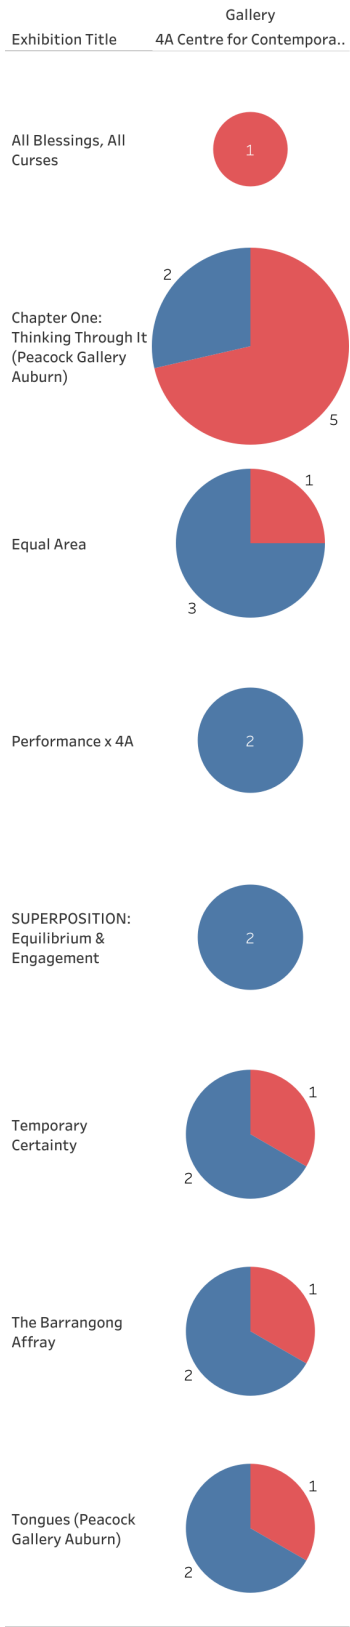 Gallery
Exhibition Title
4A Centre for Contempora..
All Blessings, All
Curses
1
2
Chapter One:
Thinking Through It
(Peacock Gallery
Auburn)
5
1
Equal Area
3
Performance x 4A
2
SUPERPOSITION:
Equilibrium &
Engagement
2
1
Temporary
Certainty
2
1
The Barrangong
Affray
2
1
Tongues (Peacock
Gallery Auburn)
2